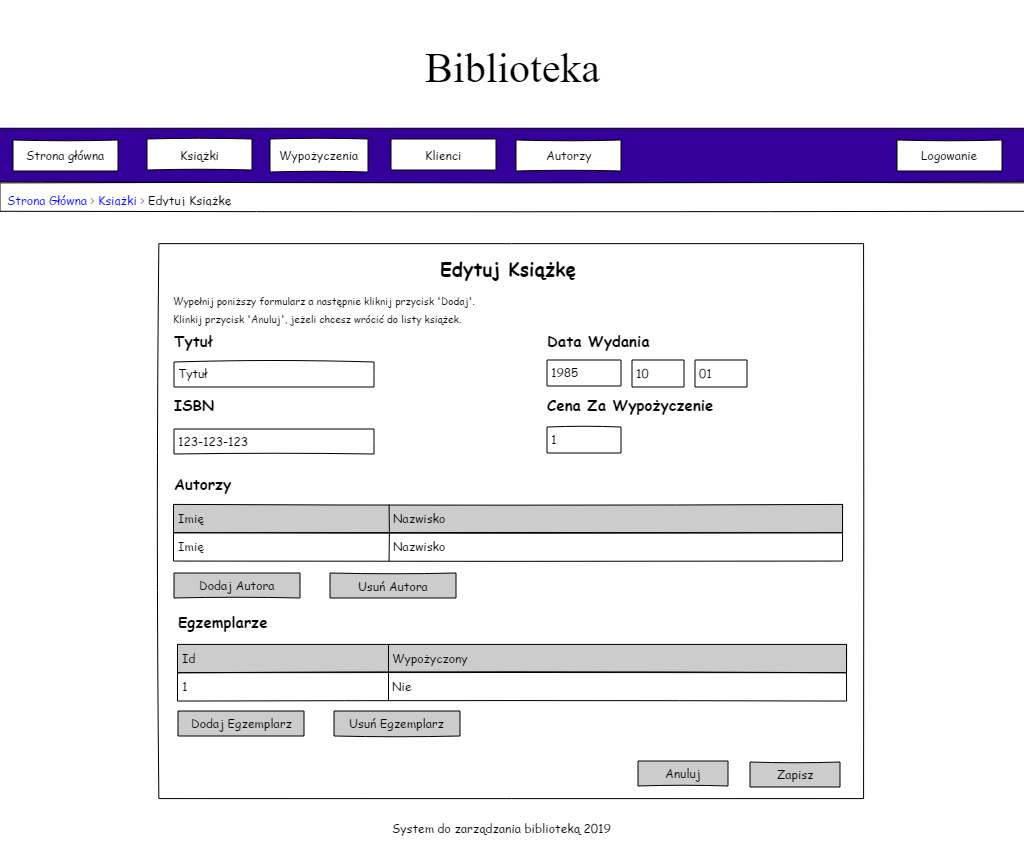 Biblioteka
Strona główna Książki Wypożyczenia Klienci Autorzy Logowanie
Strona Główna > Książki > Edytuj Książkę
Edytuj Książkę
Wypełnij poniższy formularz a następnie kliknij przycisk "Dodaj".
Klinkij przycisk "Anuluj", jeżeli chcesz wrócić do listy książek.
Tytuł Data Wydania
Tytuł 1985 10 01
ISBN Cena Za Wypożyczenie
123-123-123 1
Autorzy
Imię Nazwisko
Imię Nazwisko
Dodaj Autora Usuń Autora
Egzemplarze
Id Wypożyczony
1 Nie
Dodaj Egzemplarz Usuń Egzemplarz
Anuluj Zapisz
System do zarządzania biblioteką 2019